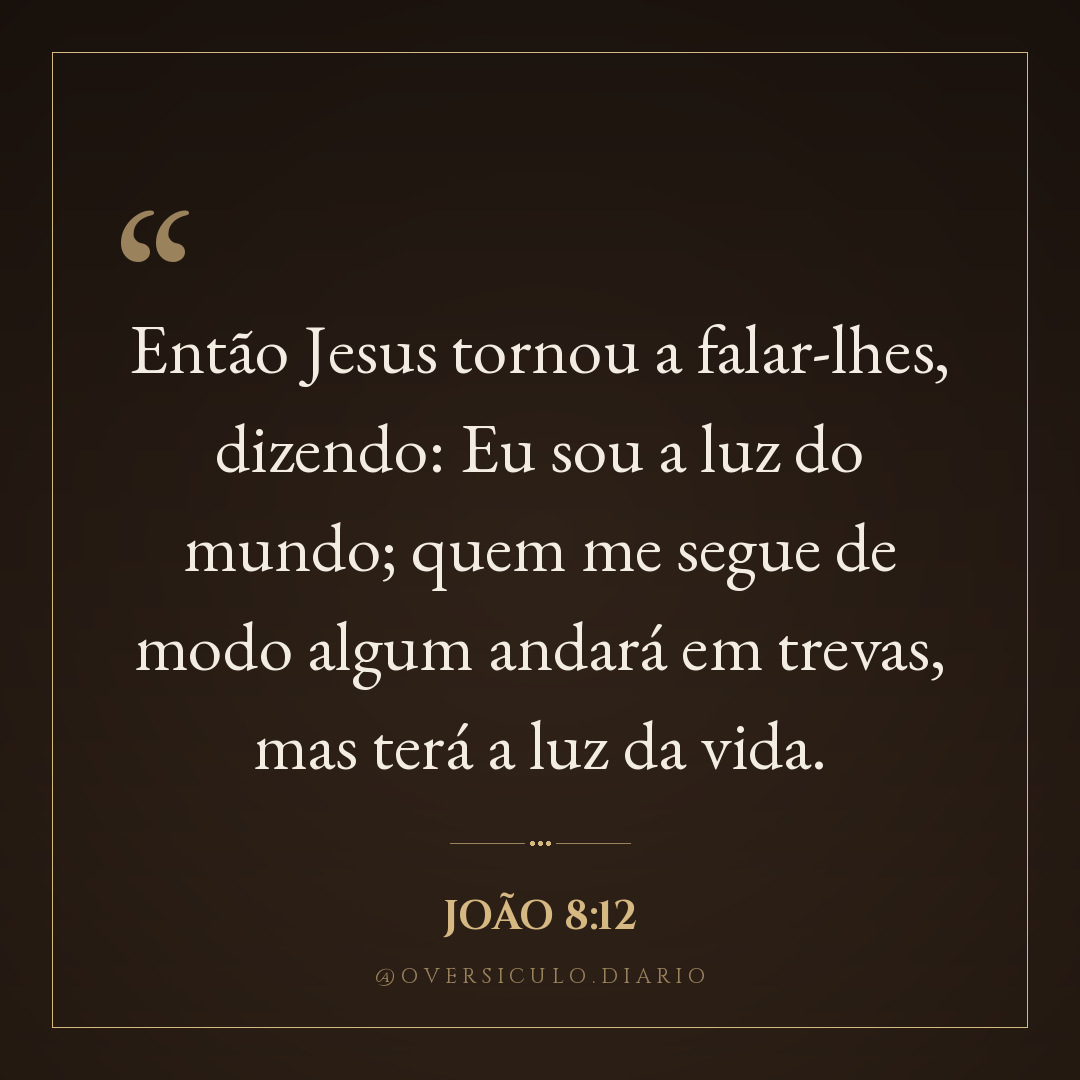 “
Então Jesus tornou a falar-lhes,
dizendo: Eu sou a luz do
mundo; quem me segue de
modo algum andará em trevas,
mas terá a luz da vida.
JOÃO 8:12
@OVERSICULO.DIARIO